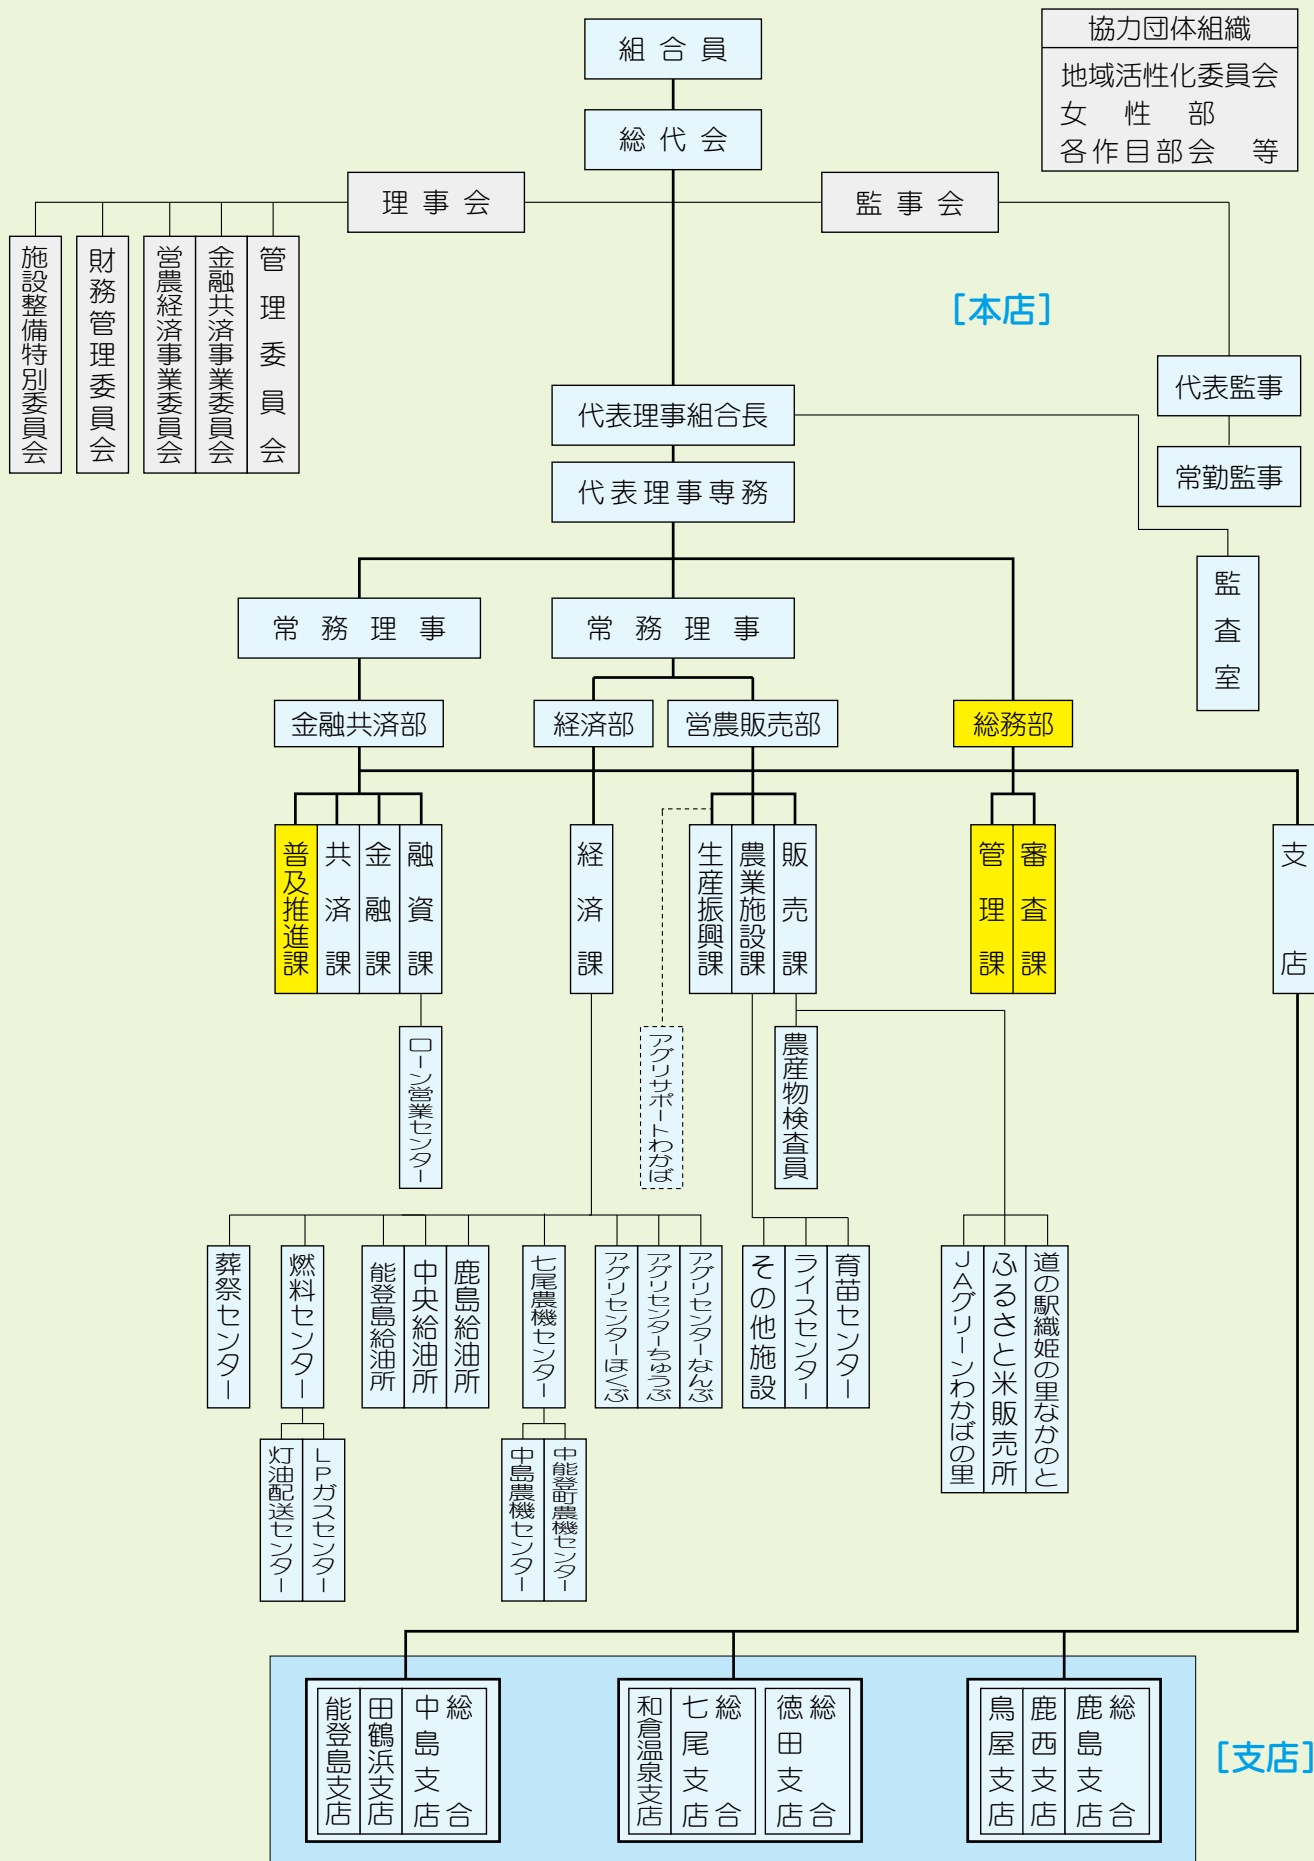 組合員
協力団体組織
地域活性化委員会
女性部
各作目部会 等
総代会
理事会
監事会
施設整備特別委員会
財務管理委員会
営農経済事業委員会
金融共済事業委員会
管理委員会
[本店]
代表監事
常勤監事
代表理事組合長
代表理事専務
監査室
常務理事
常務理事
金融共済部
経済部
営農販売部
総務部
普及推進課
共済課
金融課
融資課
経済課
生産振興課
農業施設課
販売課
管理課
審査課
支店
ローン営業センター
アグリサポートわかば
農産物検査員
葬祭センター
燃料センター
能登島給油所
中央給油所
鹿島給油所
七尾農機センター
アグリセンターほくぶ
アグリセンターちゅうぶ
アグリセンターなんぶ
その他施設
ライスセンター
育苗センター
JAグリーンわかばの里
ふるさと米販売所
道の駅織姫の里なかのと
灯油配送センター
LPガスセンター
中島農機センター
中能登町農機センター
能登島支店
田鶴浜支店
総合
中島支店
和倉温泉支店
総合
七尾支店
総合
徳田支店
鳥屋支店
鹿西支店
総合
鹿島支店
[支店]